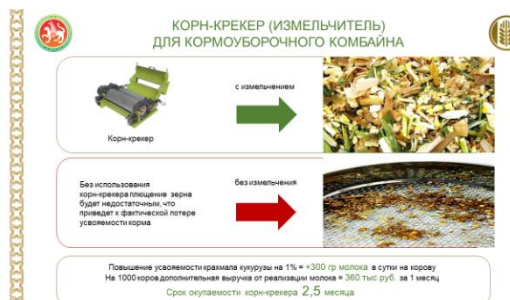 КОРН-КРЕКЕР (ИЗМЕЛЬЧИТЕЛЬ)
ДЛЯ КОРМОУБОРОЧНОГО КОМБАЙНА
с измельчением
Корн-крекер
Без использования
корн-крекера плющение зерна
будет недостаточным, что
приведет к фактической потере
усвояемости корма
без измельчения
Повышение усвояемости крахмала кукурузы на 1% = +300 гр молока в сутки на корову
На 1000 коров дополнительная выручка от реализации молока = 360 тыс.руб. за 1 месяц
Срок окупаемости корн-крекера 2,5 месяца